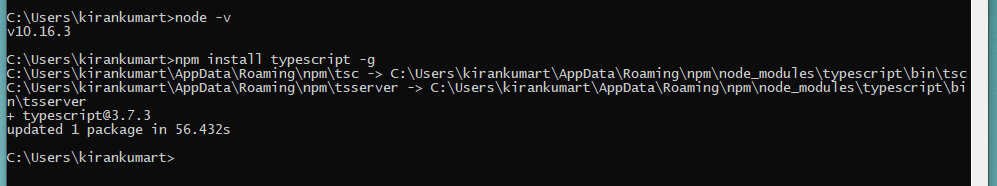 C:\Users\kirankumart>node -v
v10.16.3
C:\Users\kirankumart>npm install typescript -g
C:\Users\kirankumart\AppData\Roaming\npm\tsc -> C:\Users\kirankumart\AppData\Roaming\npm\node_modules\typescript\bin\tsc
C:\Users\kirankumart\AppData\Roaming\npm\tsserver -> C:\Users\kirankumart\AppData\Roaming\npm\node_modules\typescript\bi
n\tsserver
+ typescript@3.7.3
updated 1 package in 56.432s
C:\Users\kirankumart>